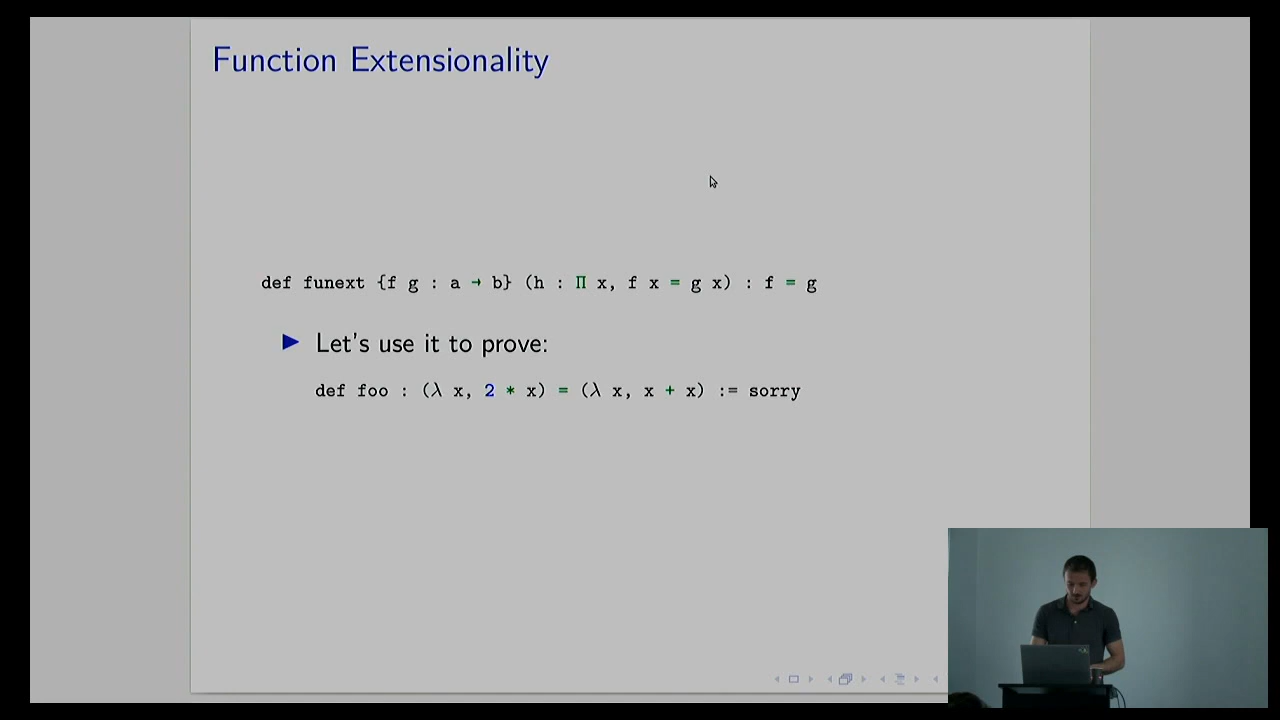 Function Extensionality
def funext {f g : a → b} (h : Π x, f x = g x) : f = g
Let's use it to prove:
def foo : (λ x, 2 * x) = (λ x, x + x) := sorry